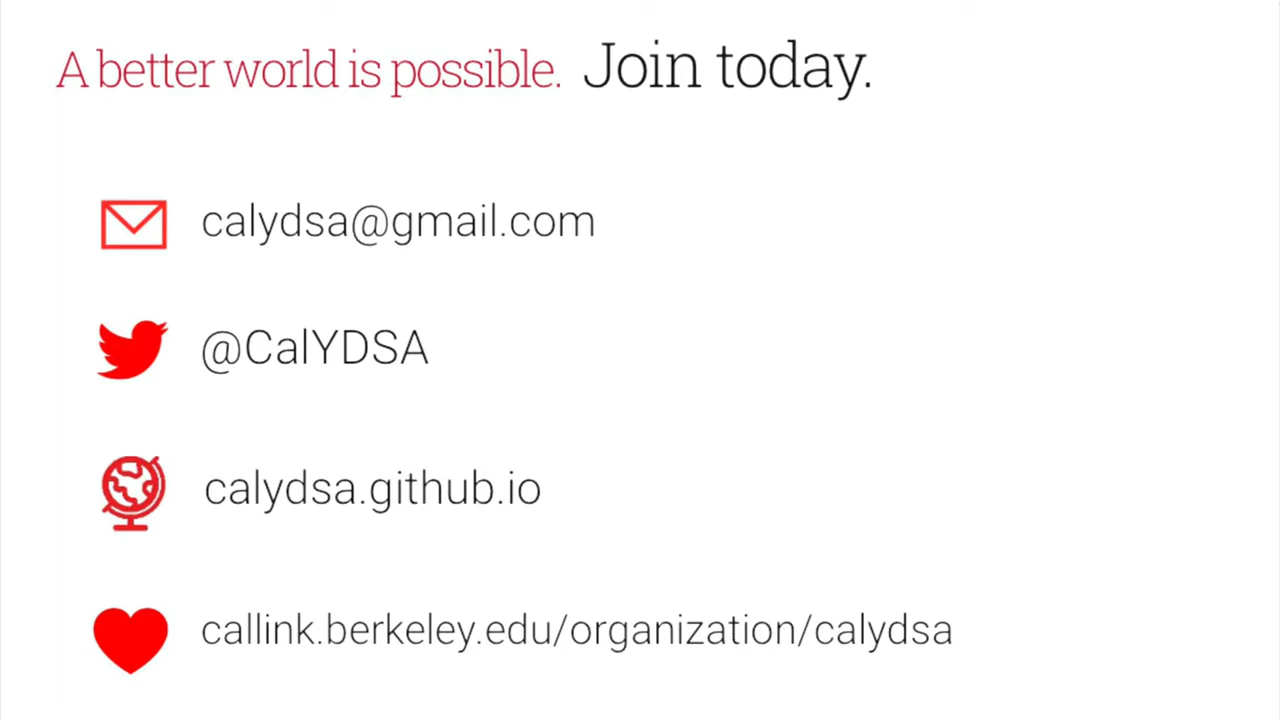 A better world is possible. Join today.
calydsa@gmail.com
@CalYDSA
calydsa.github.io
callink.berkeley.edu/organization/calydsa